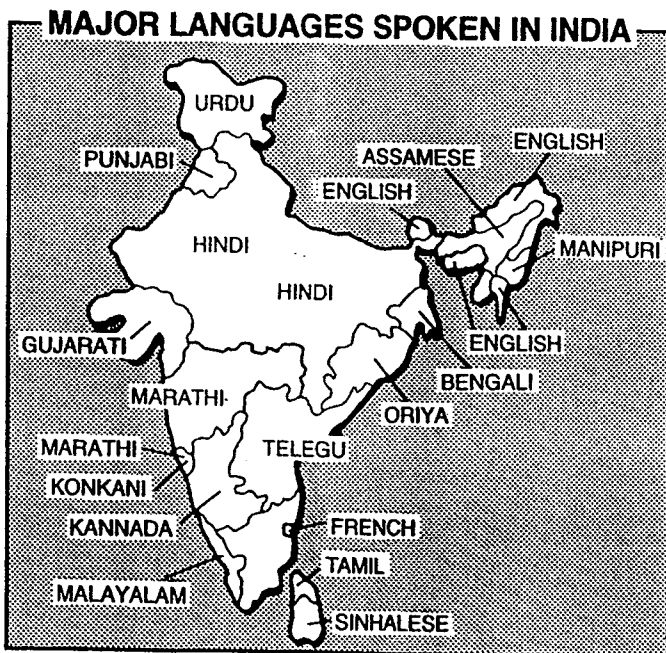 MAJOR LANGUAGES SPOKEN IN INDIA
URDU
ENGLISH
ASSAMESE
PUNJABI
ENGLISH
HINDI
MANIPURI
HINDI
GUJARATI
ENGLISH
BENGALI
MARATHI
ORIYA
MARATHI
TELEGU
KONKANI
KANNADA
FRENCH
TAMIL
MALAYALAM
SINHALESE